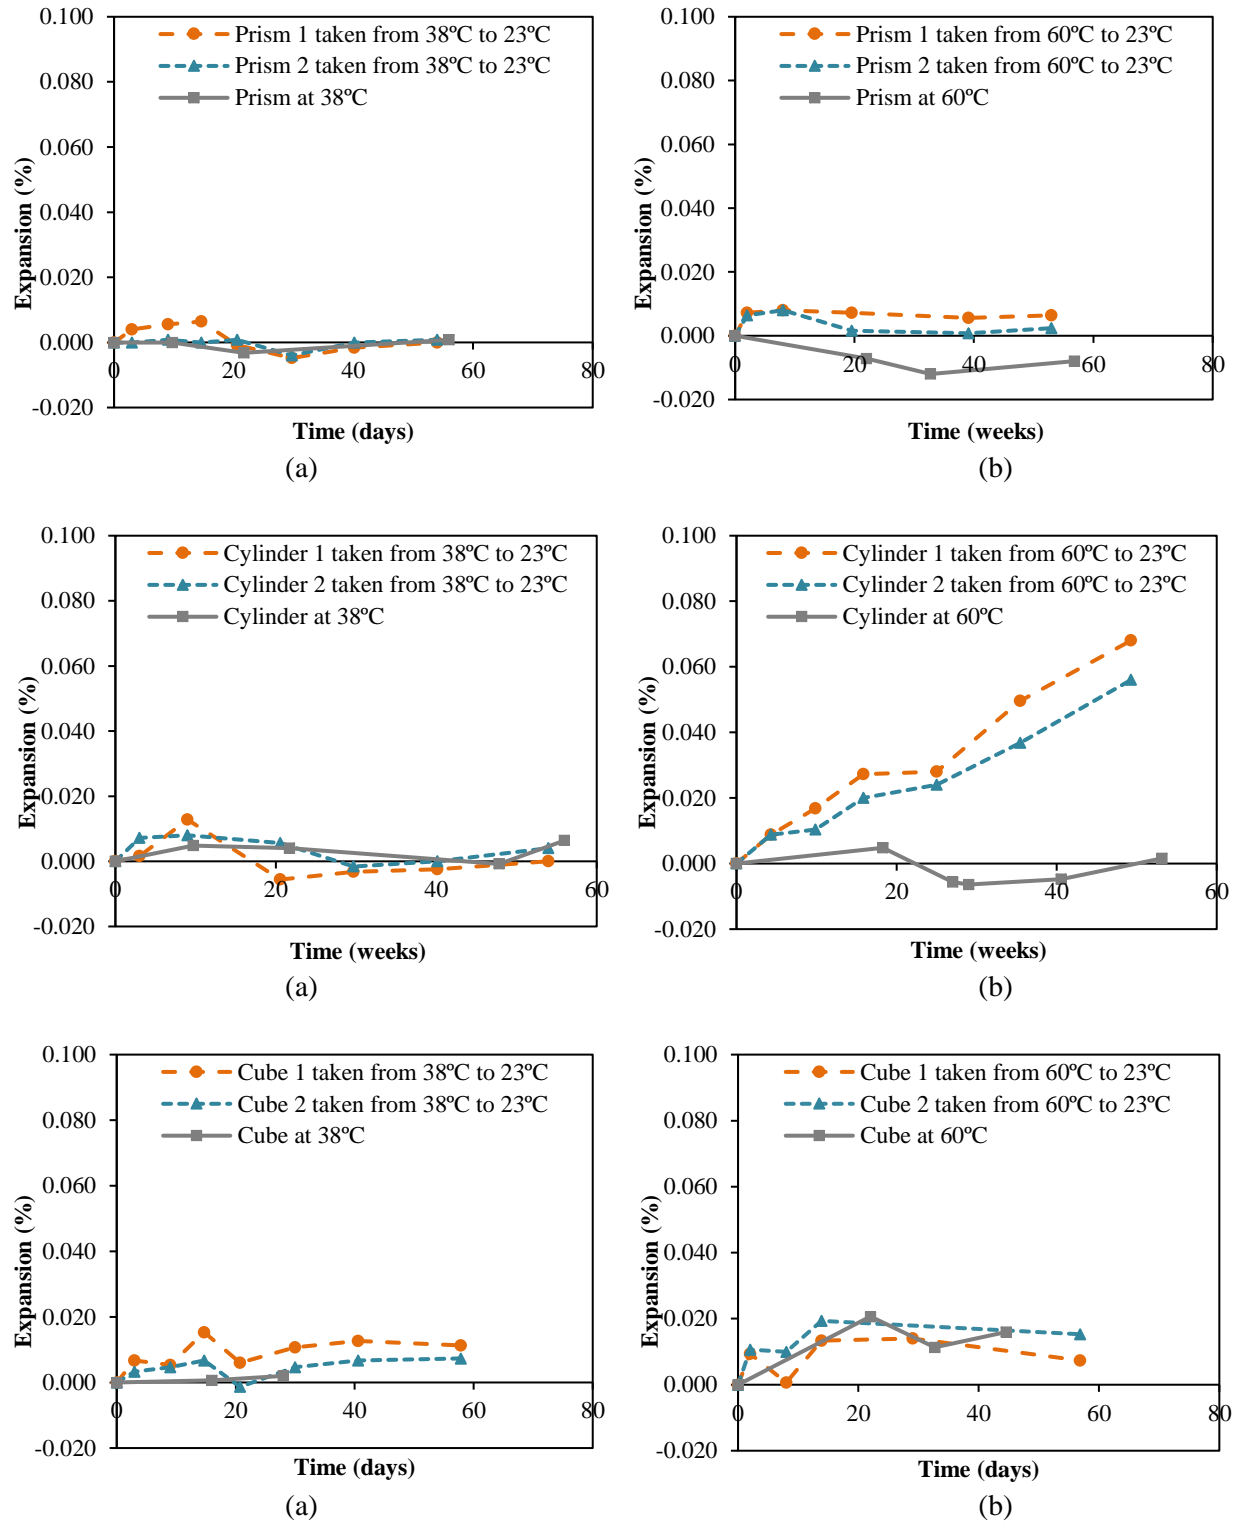 0.100
0.080
0.060
0.040
0.020
0.000
-0.020
0
20
40
60
80
Expansion (%)
Time (days)
Prism 1 taken from 38ºC to 23ºC
Prism 2 taken from 38ºC to 23ºC
Prism at 38ºC
(a)
0.100
0.080
0.060
0.040
0.020
0.000
-0.020
0
20
40
60
80
Expansion (%)
Time (weeks)
Prism 1 taken from 60ºC to 23ºC
Prism 2 taken from 60ºC to 23ºC
Prism at 60ºC
(b)
0.100
0.080
0.060
0.040
0.020
0.000
-0.020
0
20
40
60
Expansion (%)
Time (weeks)
Cylinder 1 taken from 38ºC to 23ºC
Cylinder 2 taken from 38ºC to 23ºC
Cylinder at 38ºC
(a)
0.100
0.080
0.060
0.040
0.020
0.000
-0.020
0
20
40
60
Expansion (%)
Time (weeks)
Cylinder 1 taken from 60ºC to 23ºC
Cylinder 2 taken from 60ºC to 23ºC
Cylinder at 60ºC
(b)
0.100
0.080
0.060
0.040
0.020
0.000
-0.020
0
20
40
60
80
Expansion (%)
Time (days)
Cube 1 taken from 38ºC to 23ºC
Cube 2 taken from 38ºC to 23ºC
Cube at 38ºC
(a)
0.100
0.080
0.060
0.040
0.020
0.000
-0.020
0
20
40
60
80
Expansion (%)
Time (days)
Cube 1 taken from 60ºC to 23ºC
Cube 2 taken from 60ºC to 23ºC
Cube at 60ºC
(b)